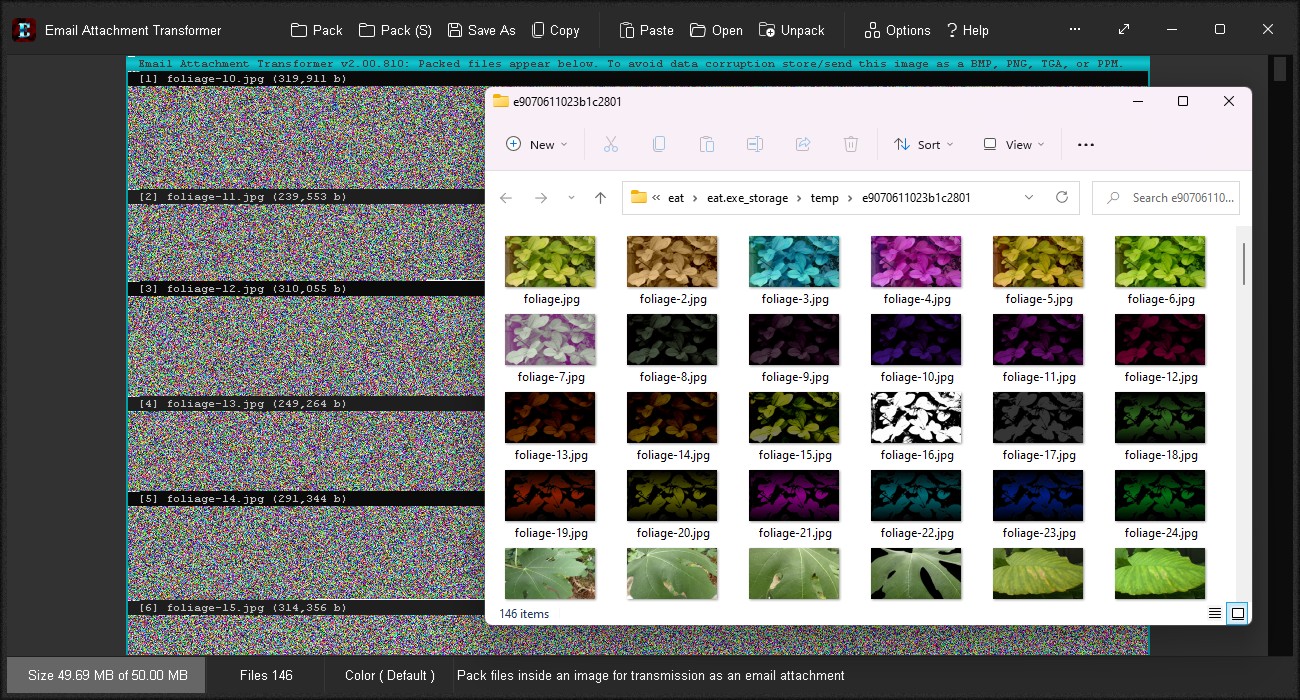 Email Attachment Transformer Pack Pack (S) Save As Copy Paste Open Unpack Options Help
Email Attachment Transformer v2.00.810: Packed files appear below. To avoid data corruption store/send this image as a BMP, PNG, TGA, or PPM.
[1] foliage-10.jpg (319,911 b)
[2] foliage-11.jpg (239,553 b)
[3] foliage-12.jpg (310,055 b)
[4] foliage-13.jpg (249,264 b)
[5] foliage-14.jpg (291,344 b)
[6] foliage-15.jpg (314,356 b)
e9070611023b1c2801
New Sort View
« eat › eat.exe_storage › temp › e9070611023b1c2801 Search e9070610...
foliage.jpg foliage-2.jpg foliage-3.jpg foliage-4.jpg foliage-5.jpg foliage-6.jpg
foliage-7.jpg foliage-8.jpg foliage-9.jpg foliage-10.jpg foliage-11.jpg foliage-12.jpg
foliage-13.jpg foliage-14.jpg foliage-15.jpg foliage-16.jpg foliage-17.jpg foliage-18.jpg
foliage-19.jpg foliage-20.jpg foliage-21.jpg foliage-22.jpg foliage-23.jpg foliage-24.jpg
146 items
Size 49.69 MB of 50.00 MB Files 146 Color ( Default ) Pack files inside an image for transmission as an email attachment